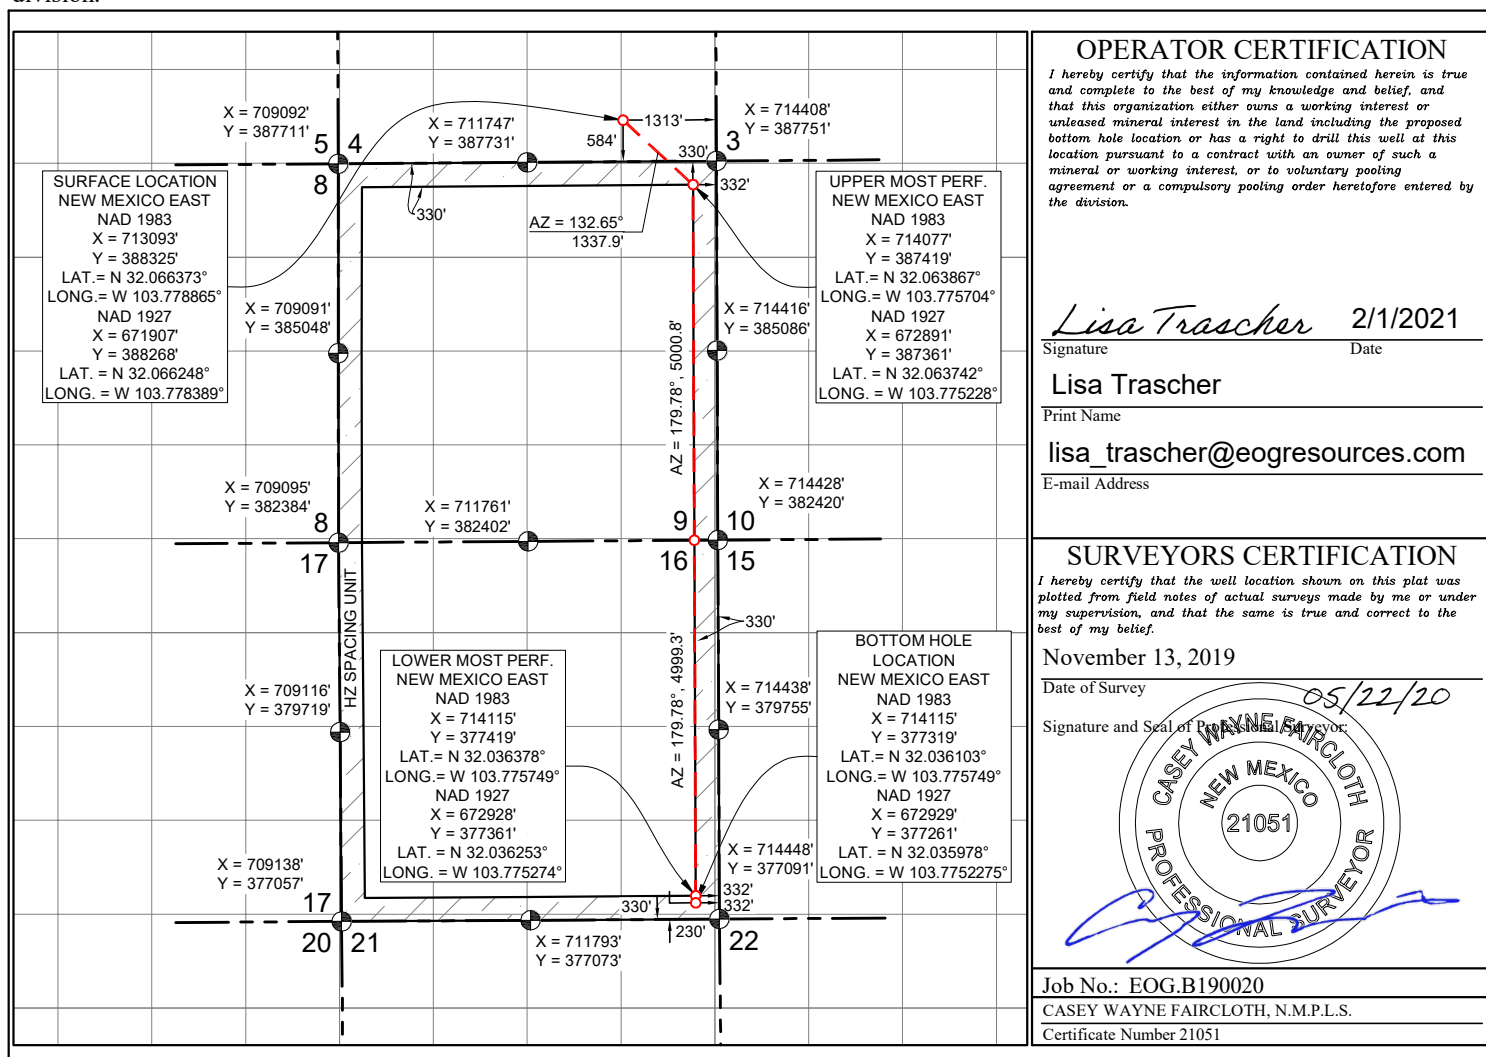 division.
X = 709092'
Y = 387711'
X = 711747'
Y = 387731'
1313'
584'
X = 714408'
Y = 387751'
5 4
3
330'
8
332'
330'
SURFACE LOCATION
NEW MEXICO EAST
NAD 1983
X = 713093'
Y = 388325'
LAT.= N 32.066373°
LONG.= W 103.778865°
NAD 1927
X = 671907'
Y = 388268'
LAT. = N 32.066248°
LONG. = W 103.778389°
AZ = 132.65°
1337.9'
UPPER MOST PERF.
NEW MEXICO EAST
NAD 1983
X = 714077'
Y = 387419'
LAT.= N 32.063867°
LONG.= W 103.775704°
NAD 1927
X = 672891'
Y = 387361'
LAT. = N 32.063742°
LONG. = W 103.775228°
X = 709091'
Y = 385048'
X = 714416'
Y = 385086'
AZ = 179.78°, 5000.8'
X = 709095'
Y = 382384'
X = 711761'
Y = 382402'
X = 714428'
Y = 382420'
8
9 10
17
16 15
HZ SPACING UNIT
330'
AZ = 179.78°, 4999.3'
X = 709116'
Y = 379719'
X = 714438'
Y = 379755'
LOWER MOST PERF.
NEW MEXICO EAST
NAD 1983
X = 714115'
Y = 377419'
LAT.= N 32.036378°
LONG.= W 103.775749°
NAD 1927
X = 672928'
Y = 377361'
LAT. = N 32.036253°
LONG. = W 103.775274°
BOTTOM HOLE
LOCATION
NEW MEXICO EAST
NAD 1983
X = 714115'
Y = 377319'
LAT.= N 32.036103°
LONG.= W 103.775749°
NAD 1927
X = 672929'
Y = 377261'
LAT. = N 32.035978°
LONG. = W 103.7752275°
X = 709138'
Y = 377057'
X = 714448'
Y = 377091'
332'
332'
330'
230'
17
20 21
22
X = 711793'
Y = 377073'
OPERATOR CERTIFICATION
I hereby certify that the information contained herein is true
and complete to the best of my knowledge and belief, and
that this organization either owns a working interest or
unleased mineral interest in the land including the proposed
bottom hole location or has a right to drill this well at this
location pursuant to a contract with an owner of such a
mineral or working interest, or to voluntary pooling
agreement or a compulsory pooling order heretofore entered by
the division.
Lisa Trascher 2/1/2021
Signature Date
Lisa Trascher
Print Name
lisa_trascher@eogresources.com
E-mail Address
SURVEYORS CERTIFICATION
I hereby certify that the well location shown on this plat was
plotted from field notes of actual surveys made by me or under
my supervision, and that the same is true and correct to the
best of my belief.
November 13, 2019
Date of Survey
05/22/20
Signature and Seal of Professional Surveyor:
CASEY WAYNE FAIRCLOTH
NEW MEXICO
21051
PROFESSIONAL SURVEYOR
Job No.: EOG.B190020
CASEY WAYNE FAIRCLOTH, N.M.P.L.S.
Certificate Number 21051